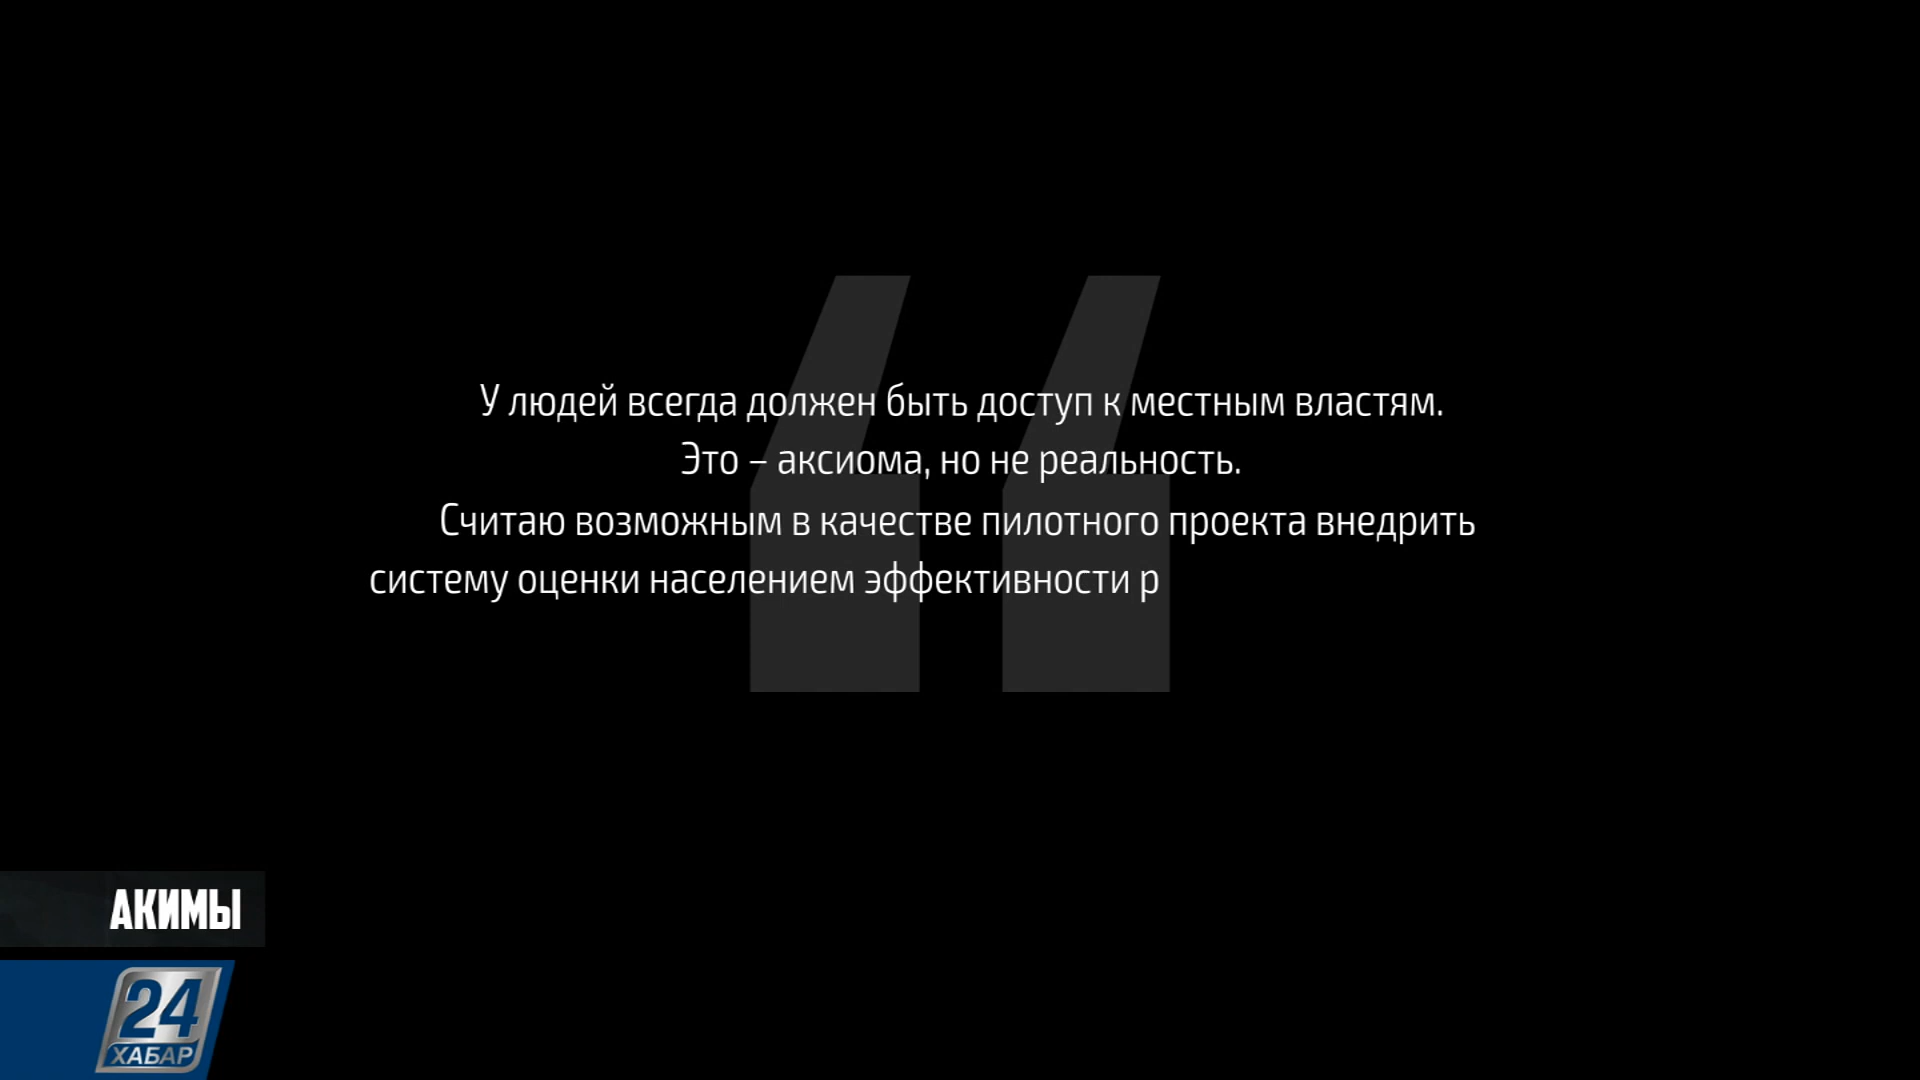 У людей всегда должен быть доступ к местным властям.
Это – аксиома, но не реальность.
Считаю возможным в качестве пилотного проекта внедрить
систему оценки населением эффективности р
АКИМЫ
24
ХАБАР